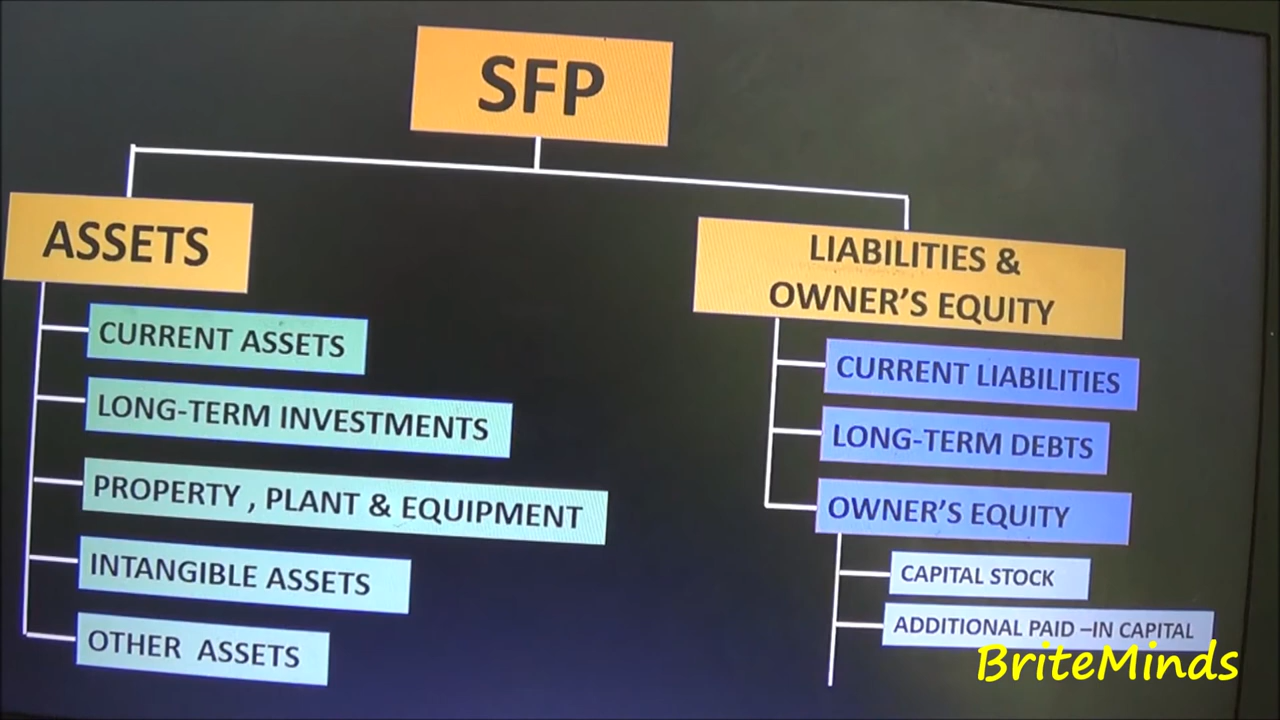 SFP
ASSETS
CURRENT ASSETS
LONG-TERM INVESTMENTS
PROPERTY , PLANT & EQUIPMENT
INTANGIBLE ASSETS
OTHER ASSETS
LIABILITIES &
OWNER'S EQUITY
CURRENT LIABILITIES
LONG-TERM DEBTS
OWNER'S EQUITY
CAPITAL STOCK
ADDITIONAL PAID –IN CAPITAL
BriteMinds